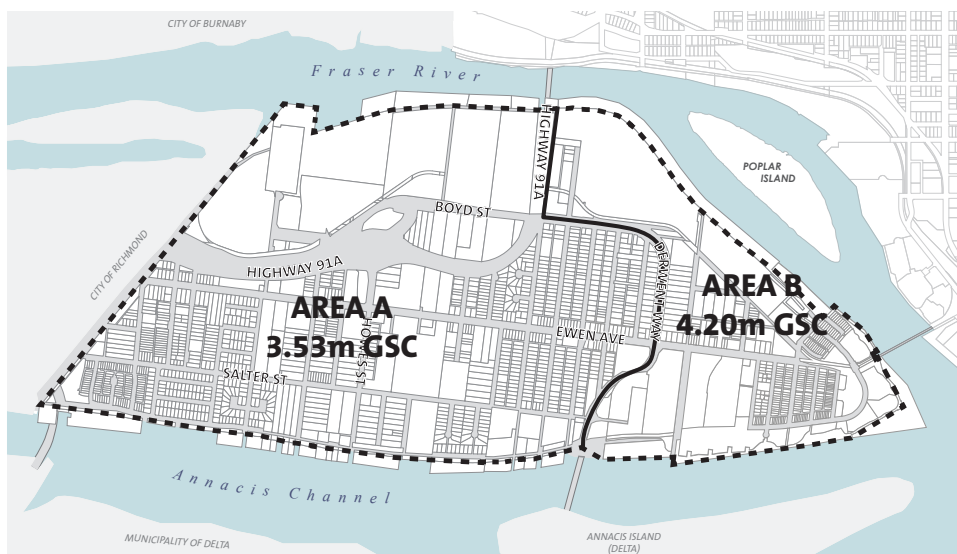 CITY OF BURNABY
Fraser River
HIGHWAY 91A
POPLAR
ISLAND
BOYD ST
CITY OF RICHMOND
HIGHWAY 91A
DERWENT WAY
AREA A
3.53m GSC
AREA B
4.20m GSC
HOWES ST
EWEN AVE
SALTER ST
Annacis Channel
MUNICIPALITY OF DELTA
ANNACIS ISLAND
(DELTA)